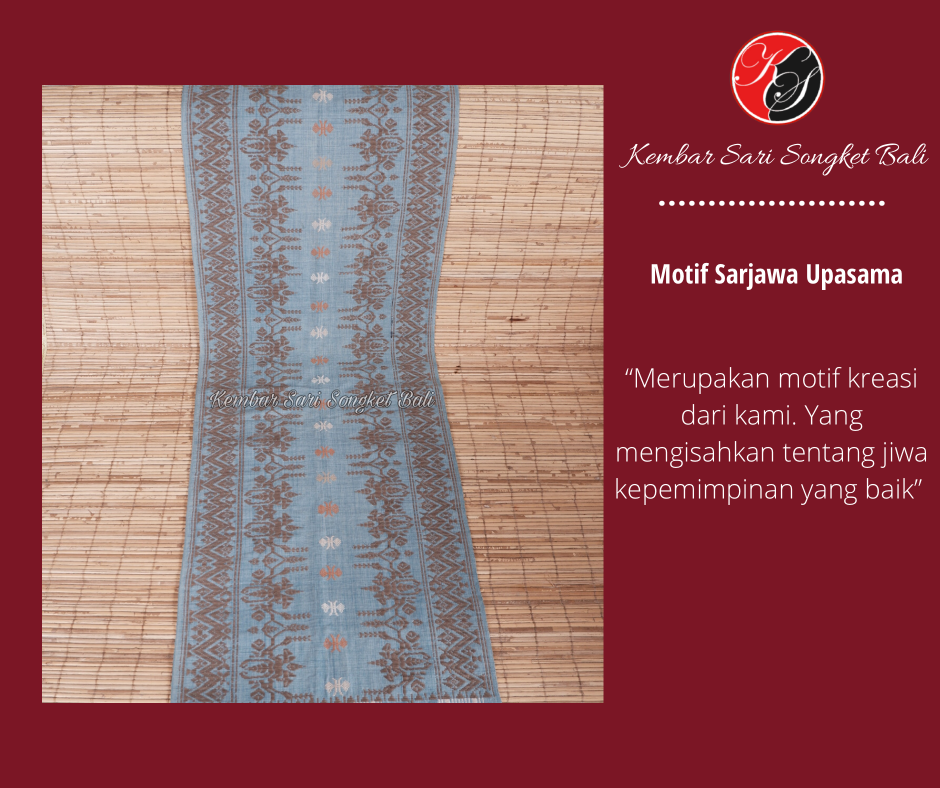 KS
Kembar Sari Songket Bali
Motif Sarjawa Upasama
“Merupakan motif kreasi
dari kami. Yang
mengisahkan tentang jiwa
kepemimpinan yang baik”
Kembar Sari Songket Bali